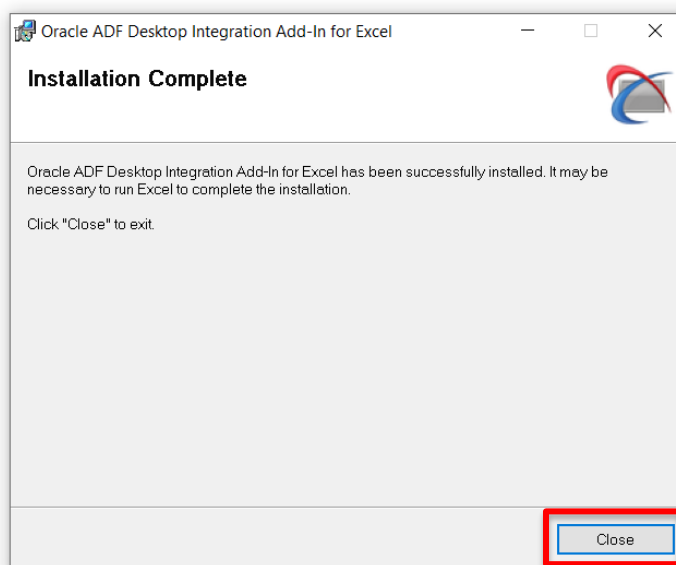 Oracle ADF Desktop Integration Add-In for Excel
Installation Complete
Oracle ADF Desktop Integration Add-In for Excel has been successfully installed. It may be
necessary to run Excel to complete the installation.
Click "Close" to exit.
Close